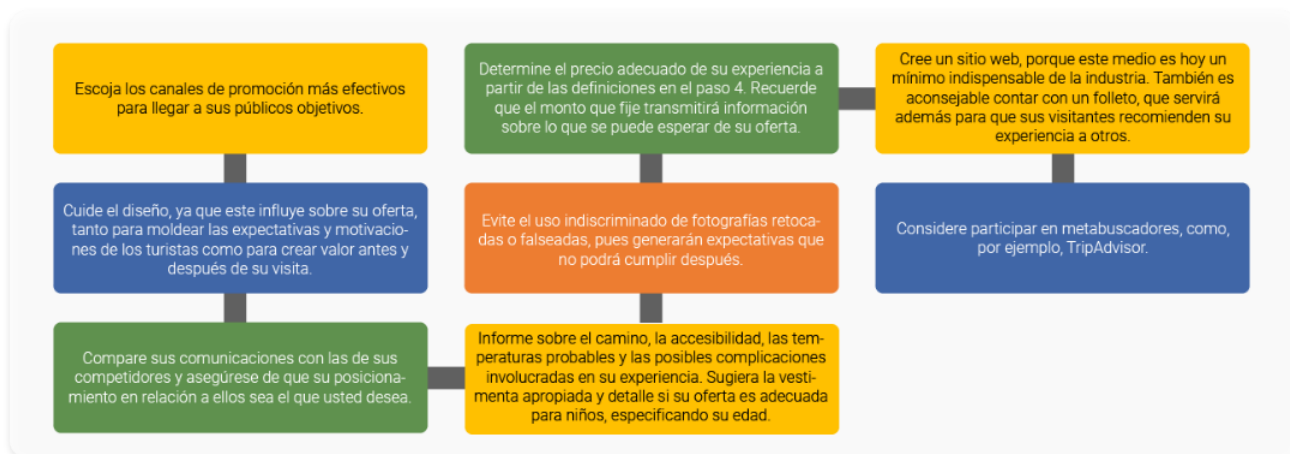 Escoja los canales de promoción más efectivos
para llegar a sus públicos objetivos.
Cuide el diseño, ya que este influye sobre su oferta,
tanto para moldear las expectativas y motivacio-
nes de los turistas como para crear valor antes y
después de su visita.
Compare sus comunicaciones con las de sus
competidores y asegúrese de que su posiciona-
miento en relación a ellos sea el que usted desea.
Informe sobre el camino, la accesibilidad, las tem-
peraturas probables y las posibles complicaciones
involucradas en su experiencia. Sugiera la vesti-
menta apropiada y detalle si su oferta es adecuada
para niños, especificando su edad.
Evite el uso indiscriminado de fotografías retoca-
das o falseadas, pues generarán expectativas que
no podrá cumplir después.
Determine el precio adecuado de su experiencia a
partir de las definiciones en el paso 4. Recuerde
que el monto que fije transmitirá información
sobre lo que se puede esperar de su oferta.
Cree un sitio web, porque este medio es hoy un
mínimo indispensable de la industria. También es
aconsejable contar con un folleto, que servirá
además para que sus visitantes recomienden su
experiencia a otros.
Considere participar en metabuscadores, como,
por ejemplo, TripAdvisor.